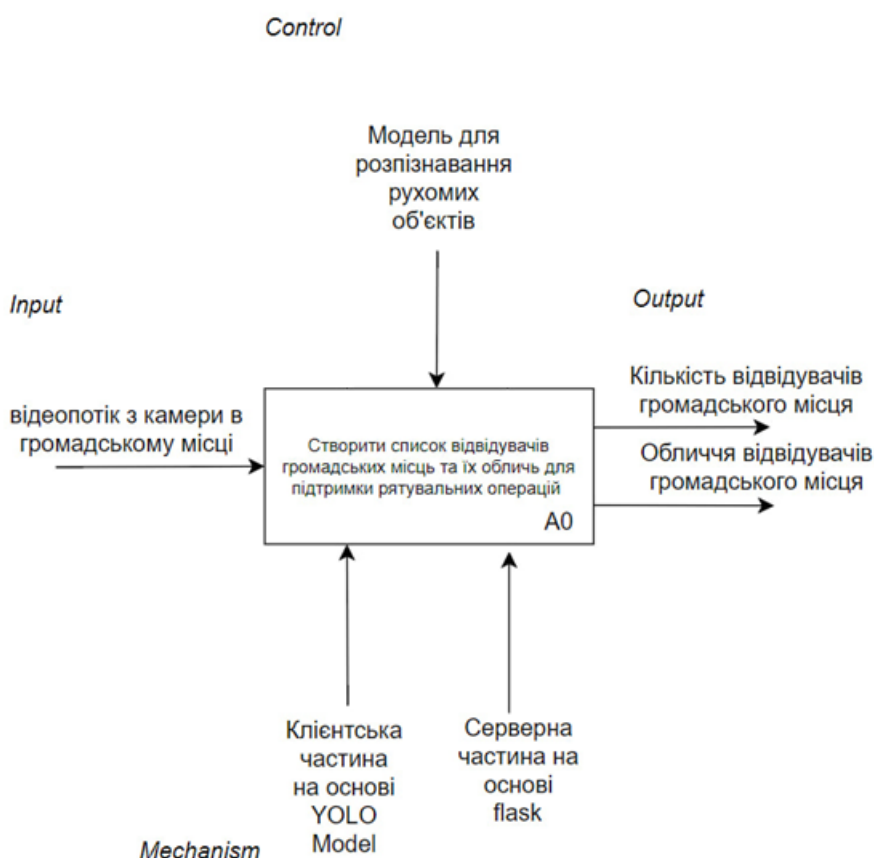 Control
Модель для
розпізнавання
рухомих
об'єктів
Input
Output
відеопотік з камери в
громадському місці
Створити список відвідувачів
громадських місць та їх облич для
підтримки рятувальних операцій
A0
Кількість відвідувачів
громадського місця
Обличчя відвідувачів
громадського місця
Клієнтська
частина
на основі
YOLO
Model
Серверна
частина на
основі
flask
Mechanism